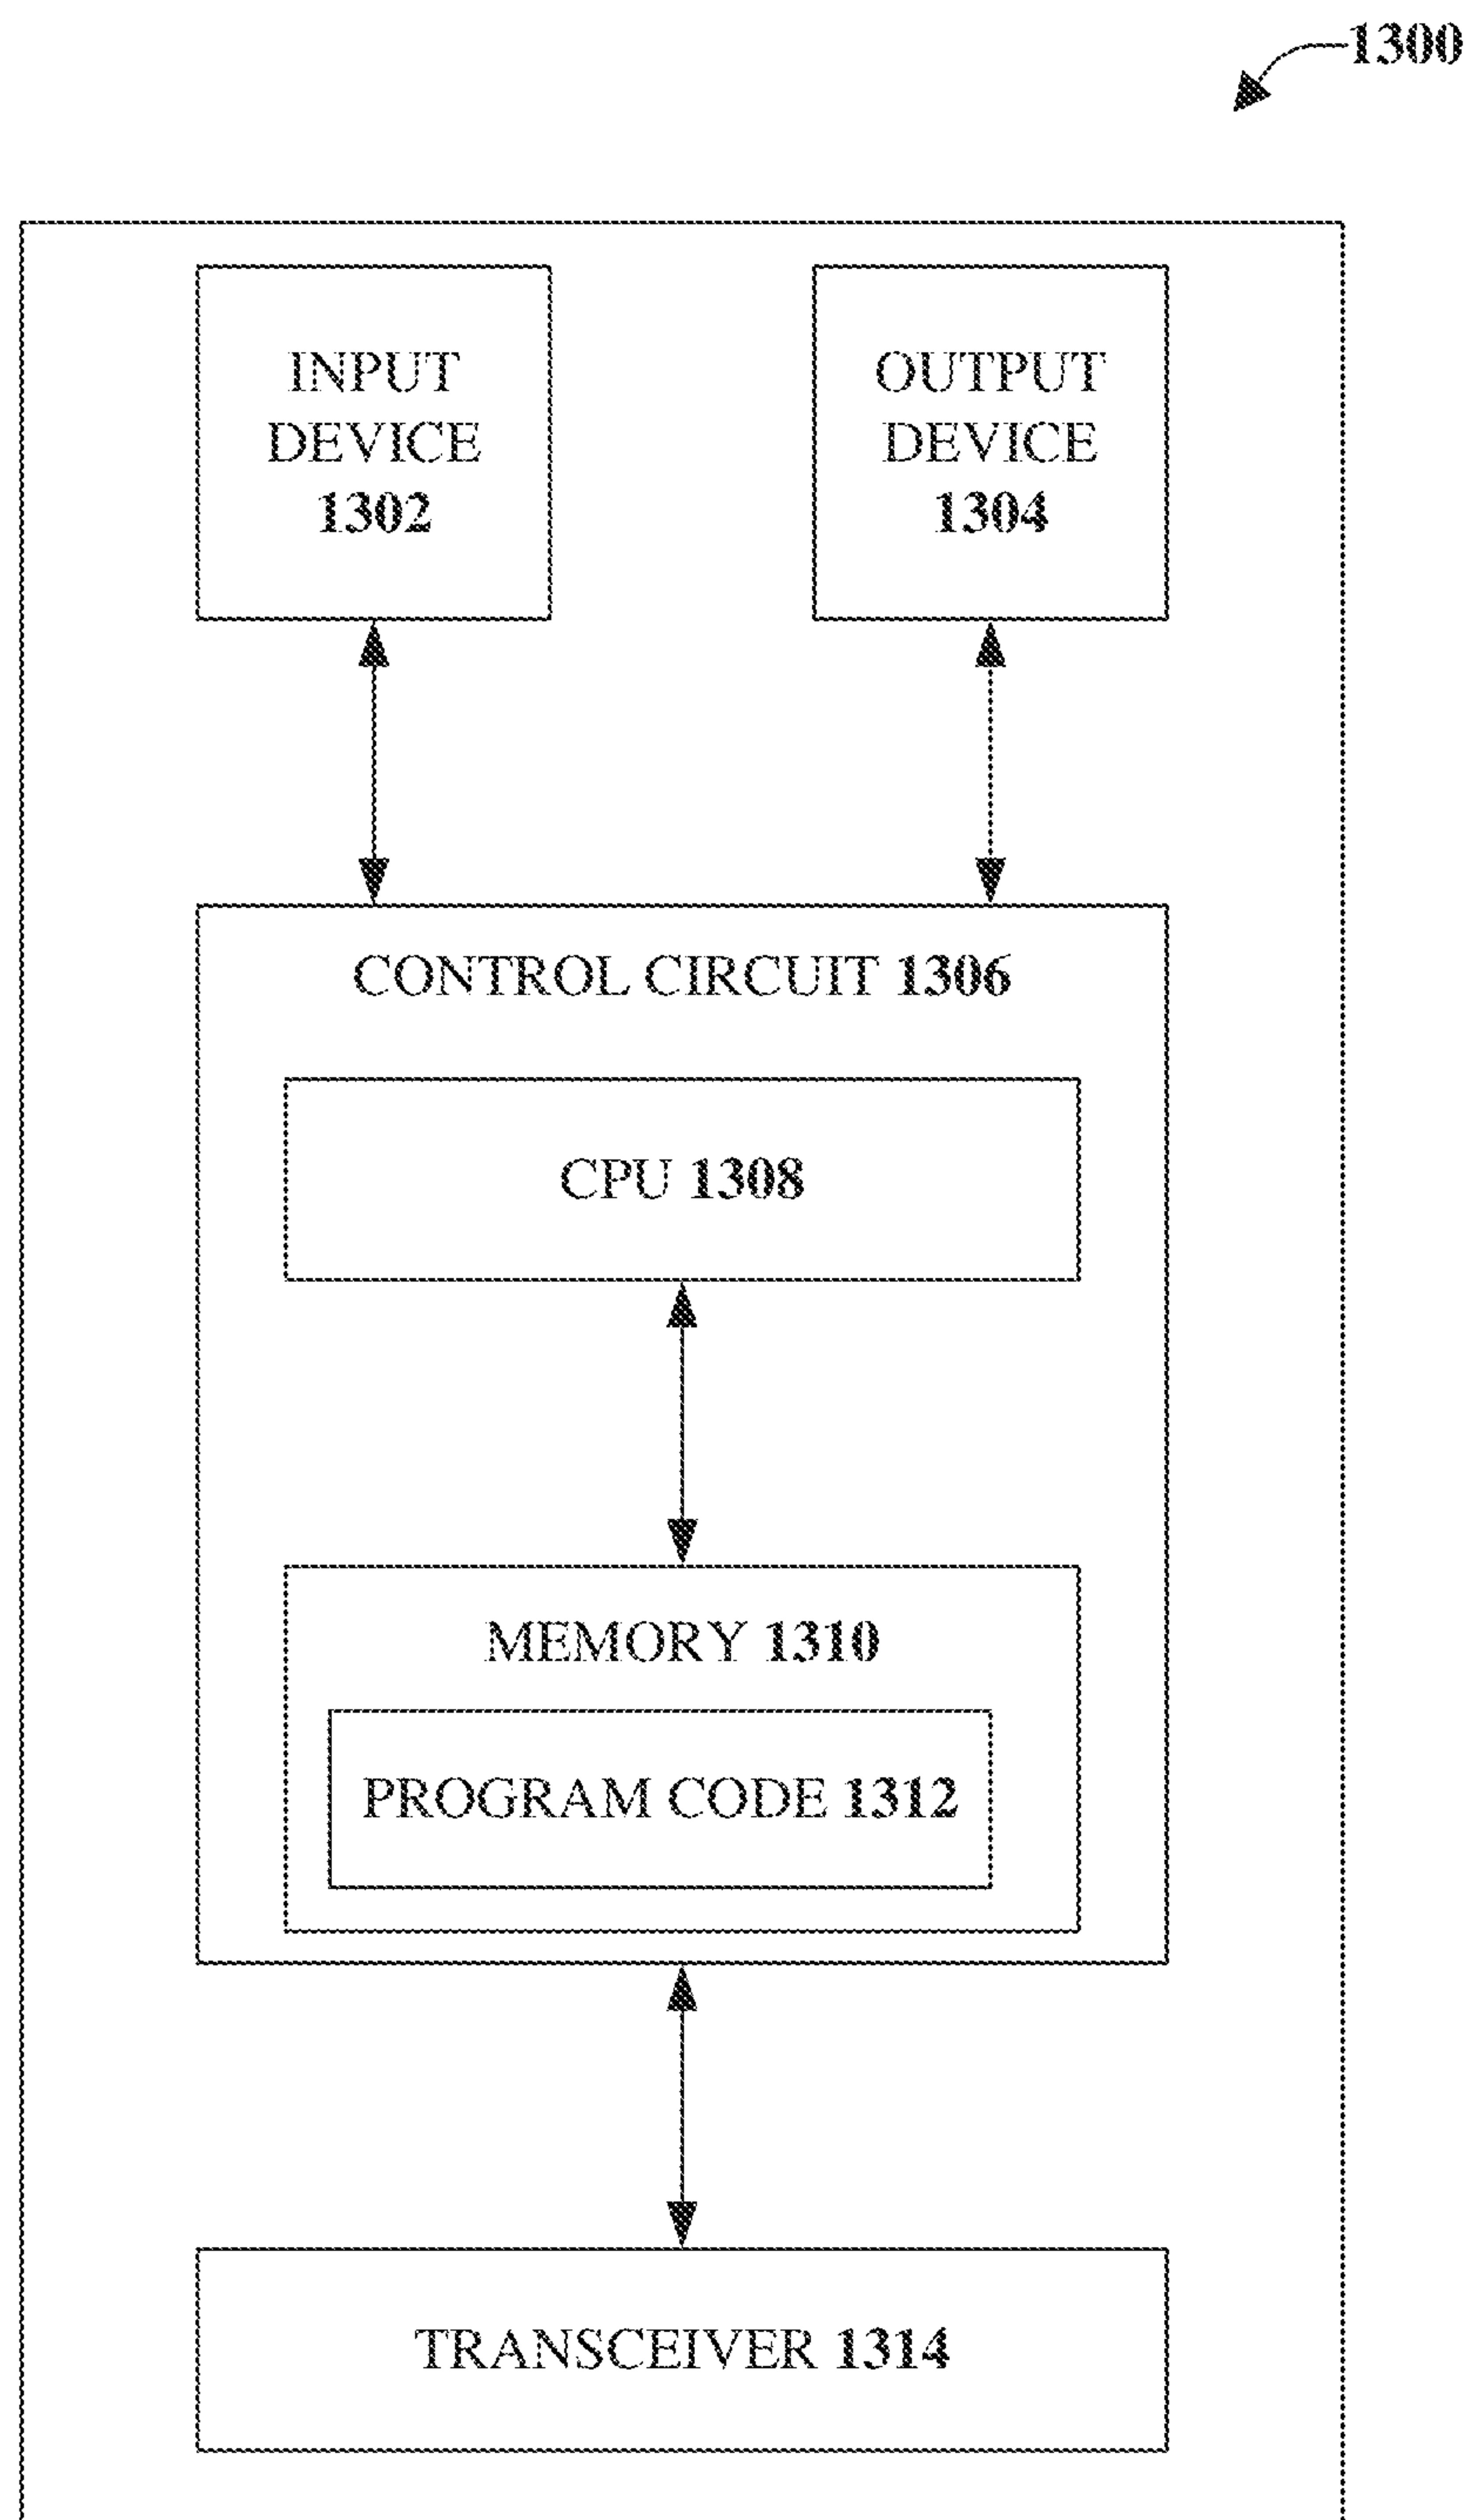 1300
INPUT
DEVICE
1302
OUTPUT
DEVICE
1304
CONTROL CIRCUIT 1306
CPU 1308
MEMORY 1310
PROGRAM CODE 1312
TRANSCEIVER 1314